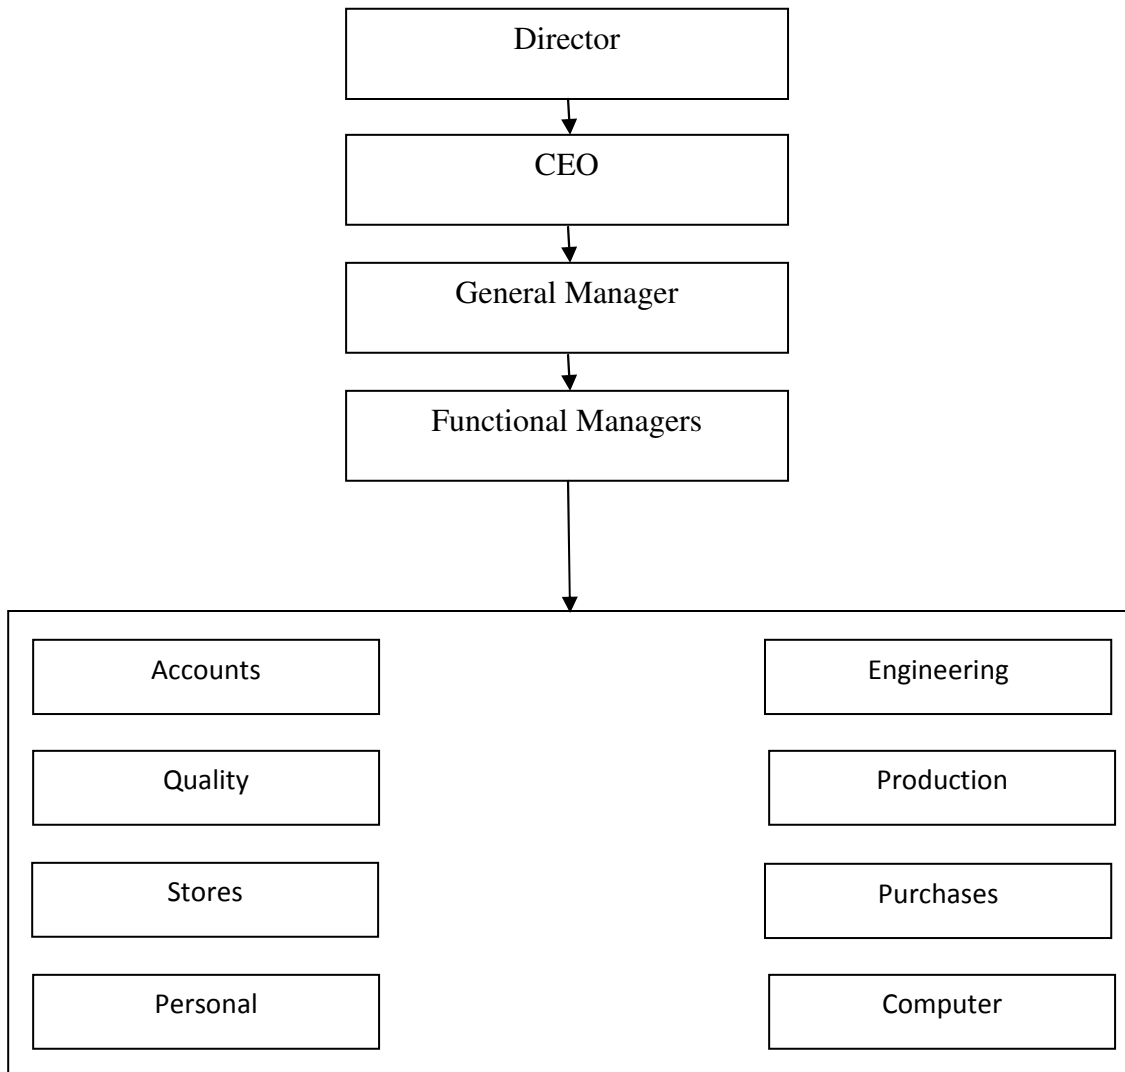 Director
CEO
General Manager
Functional Managers
Accounts
Engineering
Quality
Production
Stores
Purchases
Personal
Computer